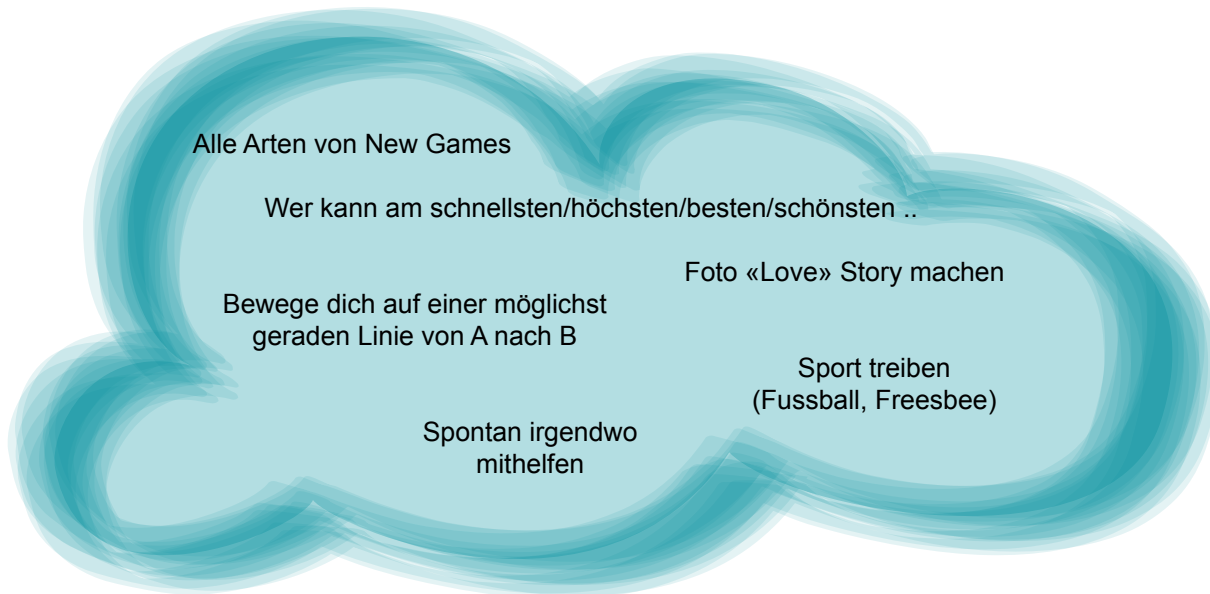 Alle Arten von New Games
Wer kann am schnellsten/höchsten/besten/schönsten ..
Foto «Love» Story machen
Bewege dich auf einer möglichst
geraden Linie von A nach B
Sport treiben
(Fussball, Freesbee)
Spontan irgendwo
mithelfen